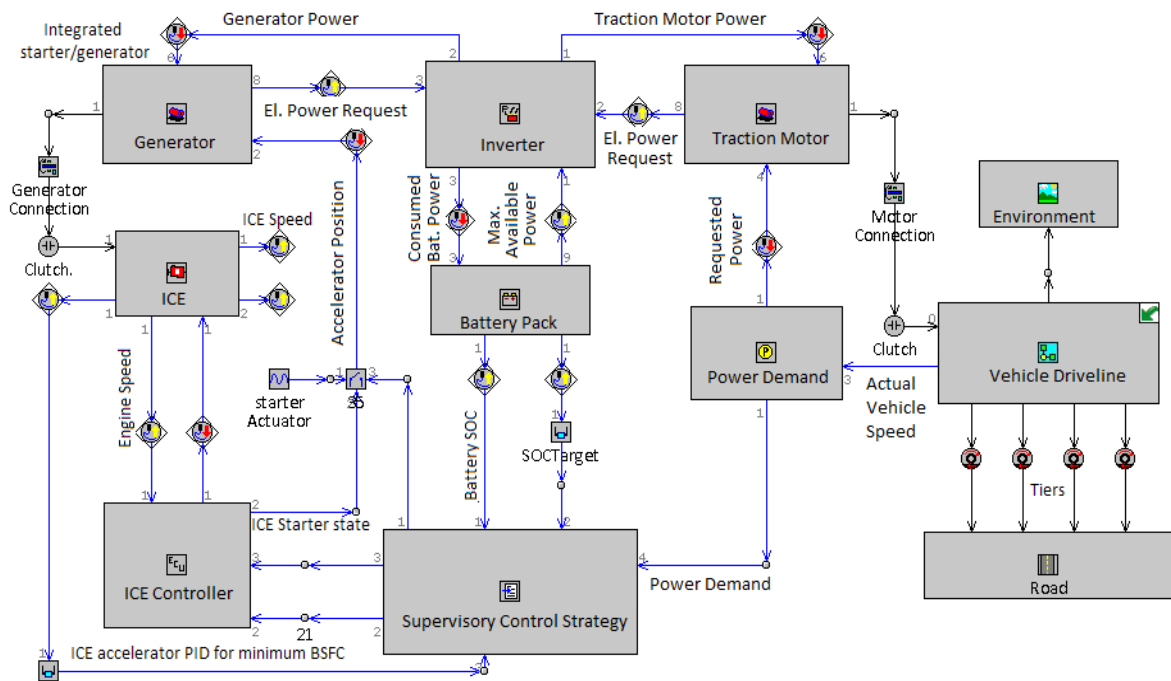 Generator Power
Traction Motor Power
Integrated
starter/generator
2
1
6
6
8
3
2
8
1
1
El. Power Request
El. Power
Request
Generator
Inverter
Traction Motor
2
3
1
4
Generator
Connection
ICE Speed
Accelerator Position
Consumed
Bat. Power
Max.
Available
Power
Requested
Power
Motor
Connection
Environment
Clutch.
1
1
ICE
2
1
1
1
3
9
Battery Pack
1
1
1
0
Clutch
Power Demand
3
Actual
Vehicle
Speed
Vehicle Driveline
1
Engine Speed
starter
Actuator
1
3
35
Battery SOC
1
SOCTarget
Tiers
1
1
2
ICE Starter state
1
1
2
ICE Controller
3
3
4
Power Demand
Road
Supervisory Control Strategy
2
21
2
ICE accelerator PID for minimum BSFC
1
3